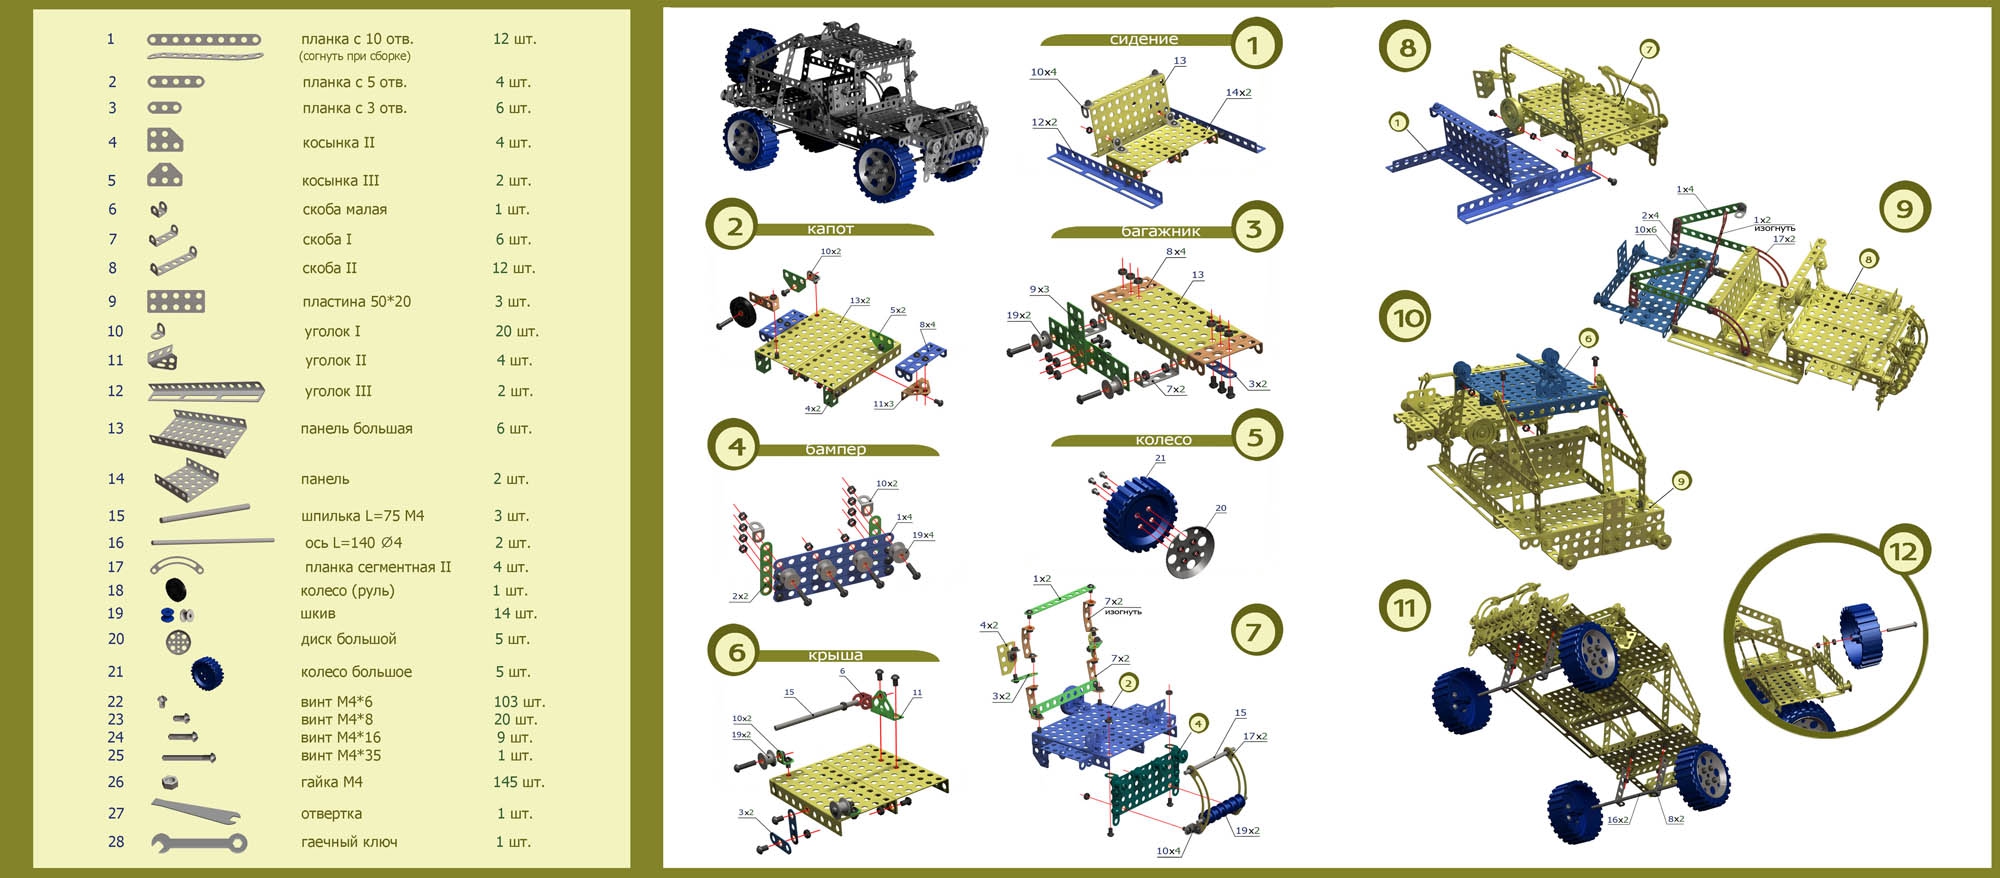 1 планка с 10 отв. 12 шт.
(согнуть при сборке)
2 планка с 5 отв. 4 шт.
3 планка с 3 отв. 6 шт.
4 косынка II 4 шт.
5 косынка III 2 шт.
6 скоба малая 1 шт.
7 скоба I 6 шт.
8 скоба II 12 шт.
9 пластина 50*20 3 шт.
10 уголок I 20 шт.
11 уголок II 4 шт.
12 уголок III 2 шт.
13 панель большая 6 шт.
14 панель 2 шт.
15 шпилька L=75 М4 3 шт.
16 ось L=140 ∅4 2 шт.
17 планка сегментная II 4 шт.
18 колесо (руль) 1 шт.
19 шкив 14 шт.
20 диск большой 5 шт.
21 колесо большое 5 шт.
22 винт М4*6 103 шт.
23 винт М4*8 20 шт.
24 винт М4*16 9 шт.
25 винт М4*35 1 шт.
26 гайка М4 145 шт.
27 отвертка 1 шт.
28 гаечный ключ 1 шт.
сидение 1
13
10x4
14x2
12x2
2 капот
10x2
13x2
5x2
8x4
4x2
11x3
багажник 3
8x4
13
9x3
19x2
3x2
7x2
4 бампер
10x2
1x4
19x4
2x2
колесо 5
21
20
6 крыша
6
15
11
10x2
19x2
3x2
7
1x2
7x2
изогнуть
4x2
7x2
3x2
2
4
15
17x2
19x2
10x4
8
7
1
9
1x4
2x4
1x2
изогнуть
10x6
17x2
8
10
6
9
11
16x2
8x2
12